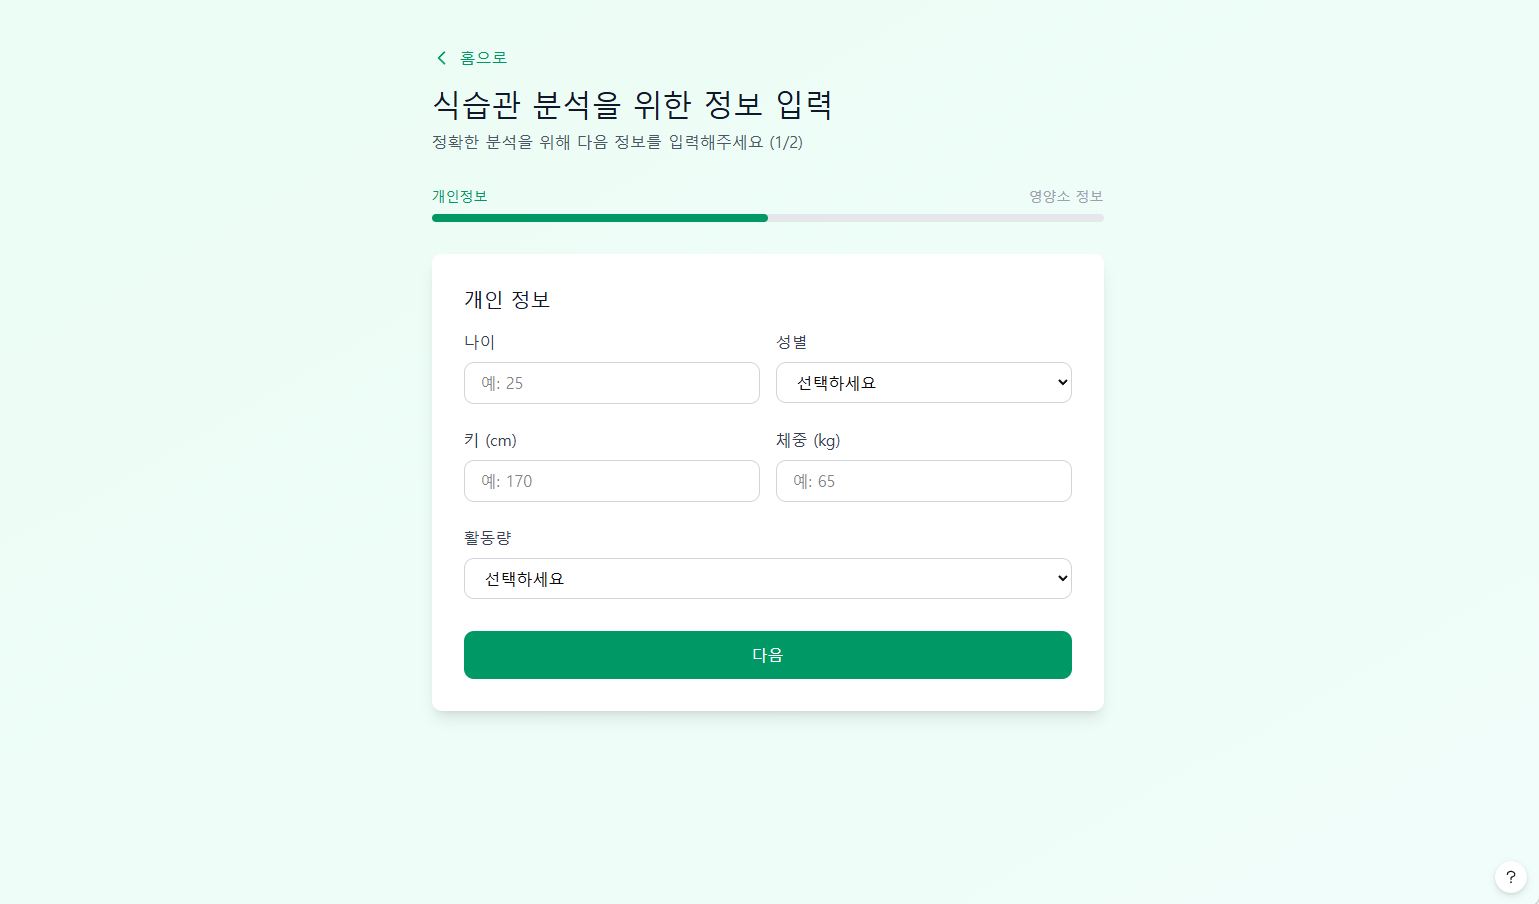 홈으로
식습관 분석을 위한 정보 입력
정확한 분석을 위해 다음 정보를 입력해주세요 (1/2)
개인정보 영양소 정보
개인 정보
나이 성별
예: 25 선택하세요
키 (cm) 체중 (kg)
예: 170 예: 65
활동량
선택하세요
다음
?